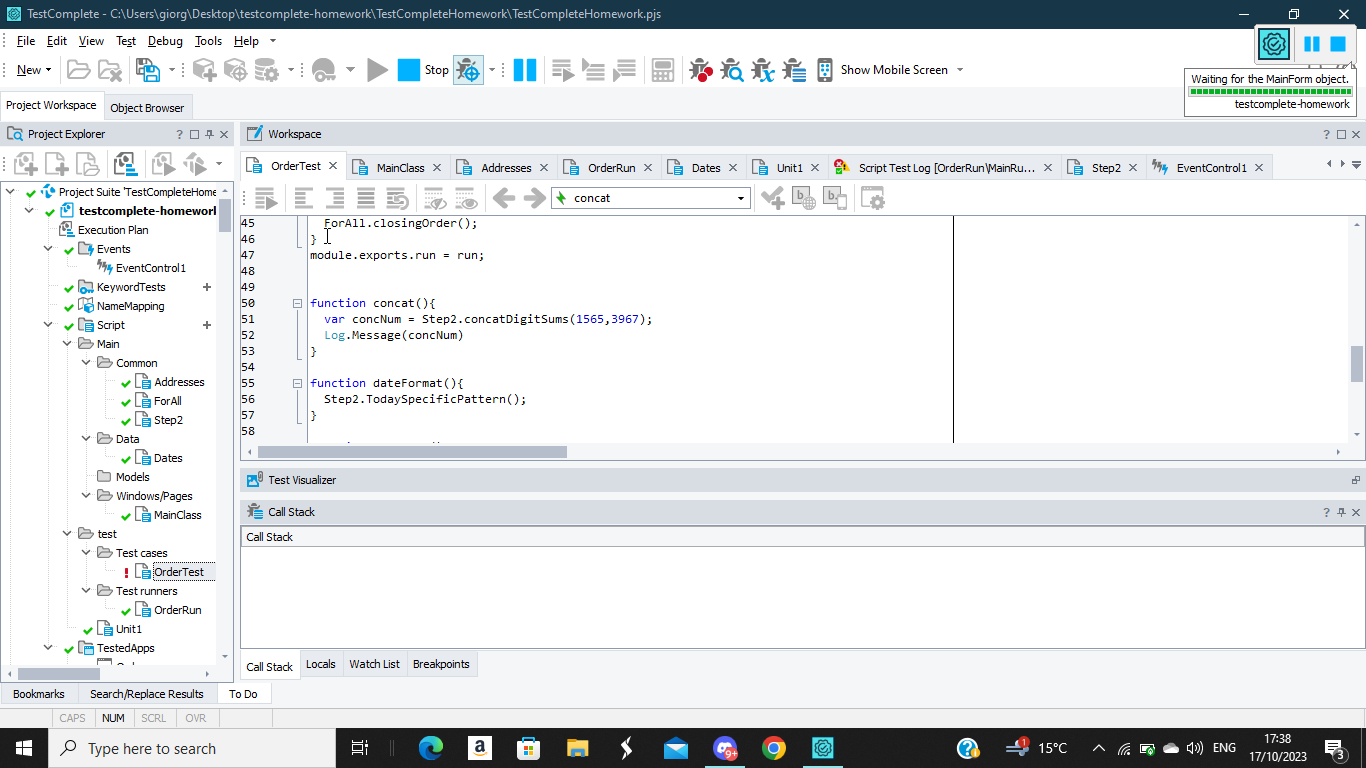 TestComplete - C:\Users\giorg\Desktop\testcomplete-homework\TestCompleteHomework\TestCompleteHomework.pjs
File Edit View Test Debug Tools Help
New Stop Show Mobile Screen
Waiting for the MainForm object.
testcomplete-homework
Project Workspace Object Browser
Project Explorer
Workspace
OrderTest MainClass Addresses OrderRun Dates Unit1 Script Test Log [OrderRun\MainRu... Step2 EventControl1
concat
Project Suite 'TestCompleteHome
testcomplete-homework
Execution Plan
Events
EventControl1
KeywordTests
NameMapping
Script
Main
Common
Addresses
ForAll
Step2
Data
Dates
Models
Windows/Pages
MainClass
test
Test cases
OrderTest
Test runners
OrderRun
Unit1
TestedApps
45 ForAll.closingOrder();
46 }
47 module.exports.run = run;
48
49
50 function concat(){
51 var concNum = Step2.concatDigitSums(1565,3967);
52 Log.Message(concNum)
53 }
54
55 function dateFormat(){
56 Step2.TodaySpecificPattern();
57 }
58
Test Visualizer
Call Stack
Call Stack
Call Stack Locals Watch List Breakpoints
Bookmarks Search/Replace Results To Do
CAPS NUM SCRL OVR
Type here to search
9+
1
15°C
ENG
17:38
17/10/2023
3